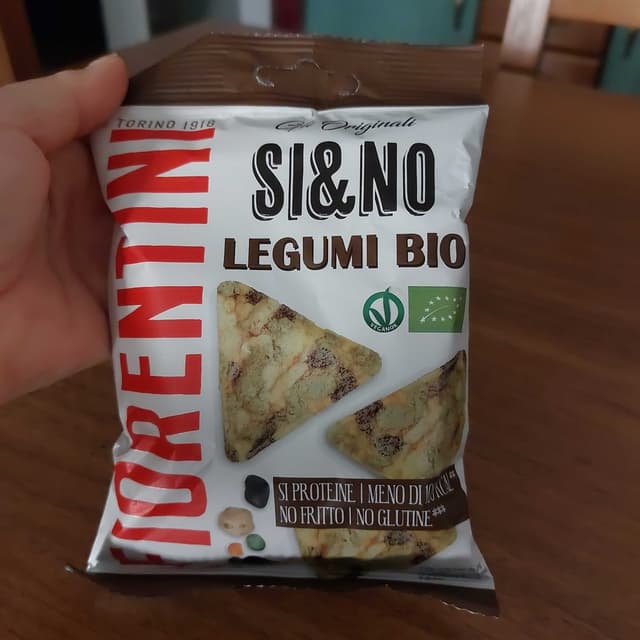 TORINO 1918
FIORENTINI
Gli Originali
SI&NO
LEGUMI BIO
VEGANOK
SI PROTEINE | MENO DI
NO FRITTO | NO GLUTINE***